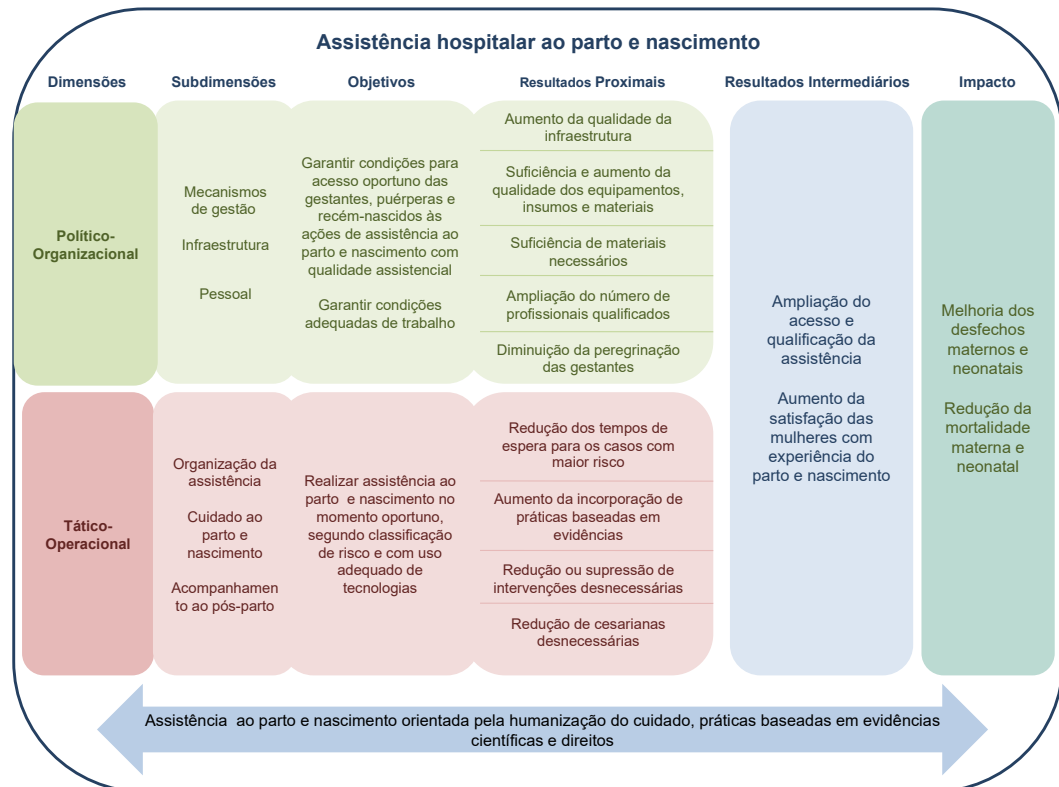 Assistência hospitalar ao parto e nascimento
Dimensões
Subdimensões
Objetivos
Resultados Proximais
Resultados Intermediários
Impacto
Político-
Organizacional
Mecanismos
de gestão
Infraestrutura
Pessoal
Garantir condições para
acesso oportuno das
gestantes, puérperas e
recém-nascidos às
ações de assistência ao
parto e nascimento com
qualidade assistencial
Garantir condições
adequadas de trabalho
Aumento da qualidade da
infraestrutura
Suficiência e aumento da
qualidade dos equipamentos,
insumos e materiais
Suficiência de materiais
necessários
Ampliação do número de
profissionais qualificados
Diminuição da peregrinação
das gestantes
Tático-
Operacional
Organização da
assistência
Cuidado ao
parto e
nascimento
Acompanhamen
to ao pós-parto
Realizar assistência ao
parto e nascimento no
momento oportuno,
segundo classificação
de risco e com uso
adequado de
tecnologias
Redução dos tempos de
espera para os casos com
maior risco
Aumento da incorporação de
práticas baseadas em
evidências
Redução ou supressão de
intervenções desnecessárias
Redução de cesarianas
desnecessárias
Ampliação do
acesso e
qualificação da
assistência
Aumento da
satisfação das
mulheres com
experiência do
parto e nascimento
Melhoria dos
desfechos
maternos e
neonatais
Redução da
mortalidade
materna e
neonatal
Assistência ao parto e nascimento orientada pela humanização do cuidado, práticas baseadas em evidências
científicas e direitos